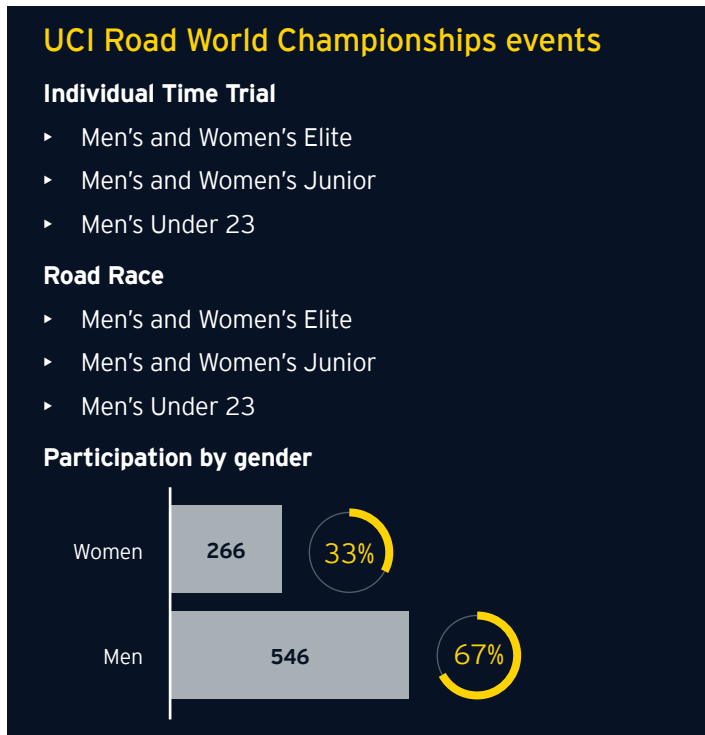 UCI Road World Championships events
Individual Time Trial
‣ Men’s and Women’s Elite
‣ Men’s and Women’s Junior
‣ Men’s Under 23
Road Race
‣ Men’s and Women’s Elite
‣ Men’s and Women’s Junior
‣ Men’s Under 23
Participation by gender
Women 266 33%
Men 546 67%